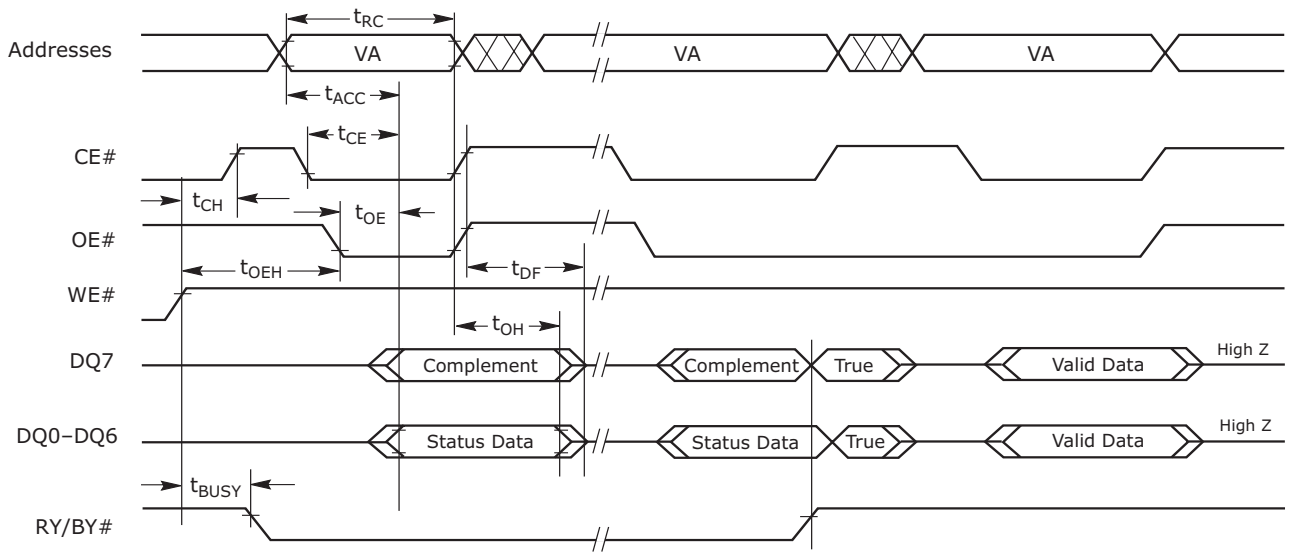 tRC
Addresses VA VA VA
tACC
tCE
CE#
tCH tOE
OE#
tOEH tDF
WE#
tOH
DQ7 Complement Complement True Valid Data High Z
DQ0–DQ6 Status Data Status Data True Valid Data High Z
tBUSY
RY/BY#